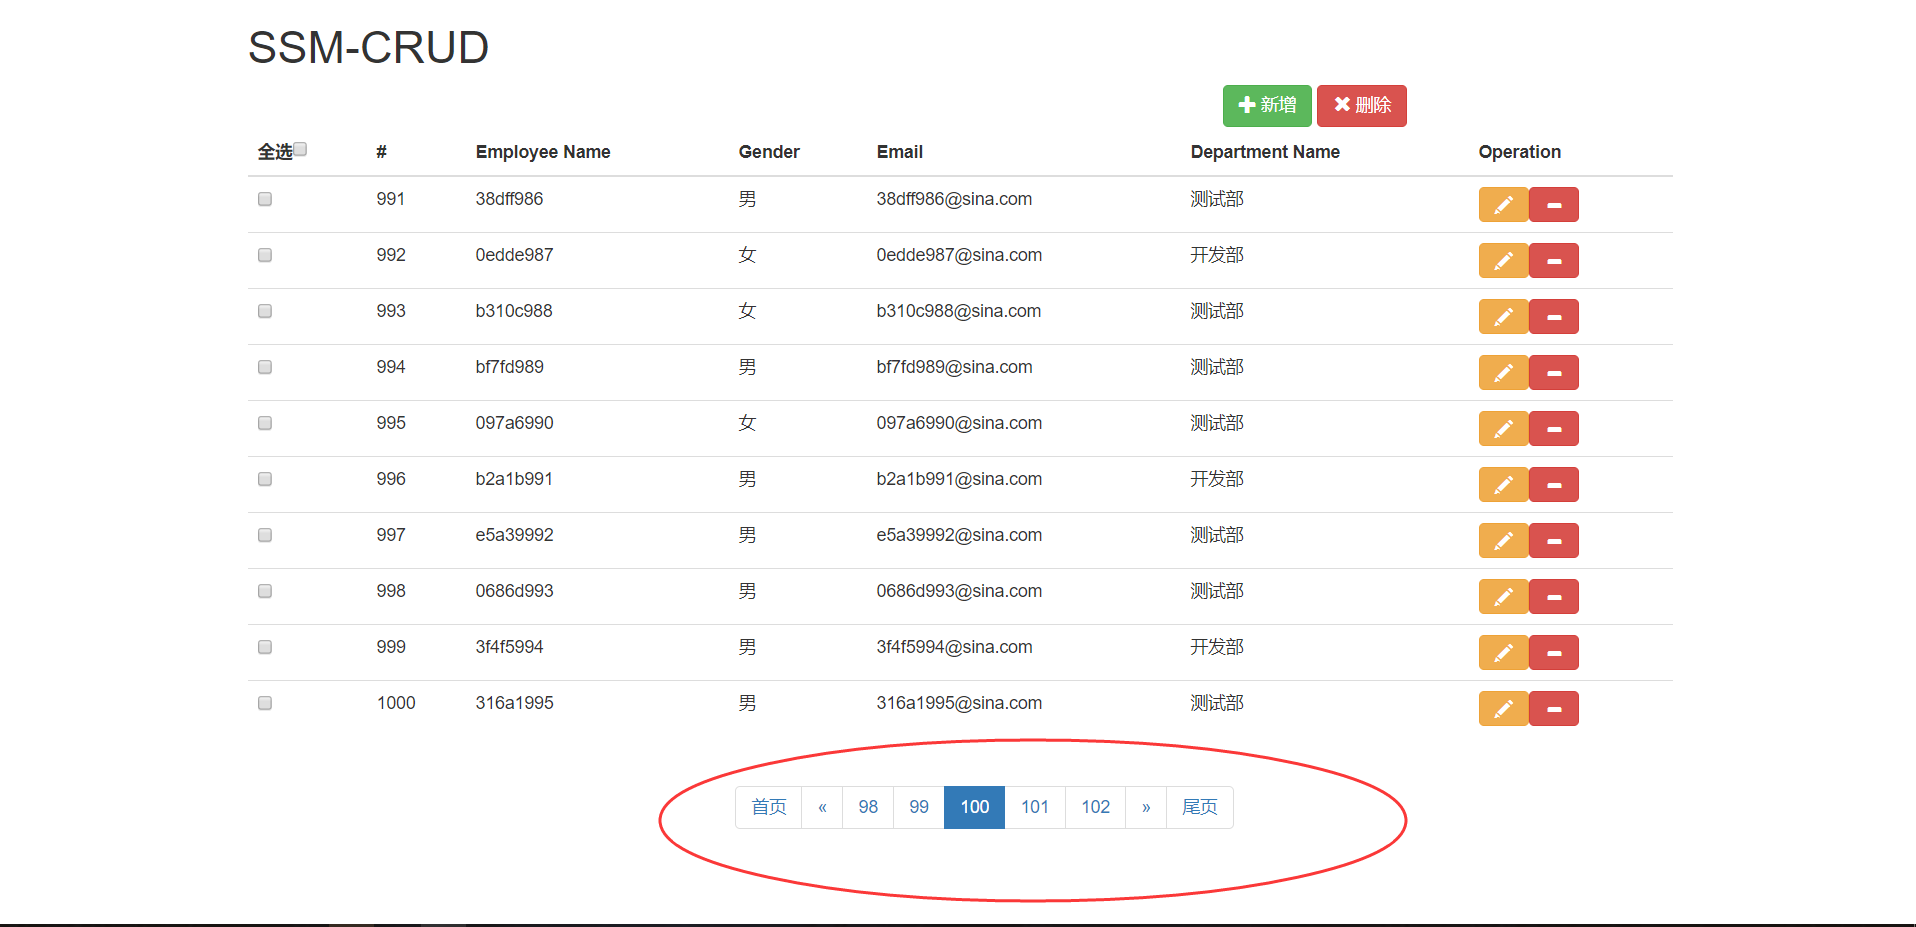 SSM-CRUD
新增 删除
全选 # Employee Name Gender Email Department Name Operation
991 38dff986 男 38dff986@sina.com 测试部
992 0edde987 女 0edde987@sina.com 开发部
993 b310c988 女 b310c988@sina.com 测试部
994 bf7fd989 男 bf7fd989@sina.com 测试部
995 097a6990 女 097a6990@sina.com 测试部
996 b2a1b991 男 b2a1b991@sina.com 开发部
997 e5a39992 男 e5a39992@sina.com 测试部
998 0686d993 男 0686d993@sina.com 测试部
999 3f4f5994 男 3f4f5994@sina.com 开发部
1000 316a1995 男 316a1995@sina.com 测试部
首页 « 98 99 100 101 102 » 尾页